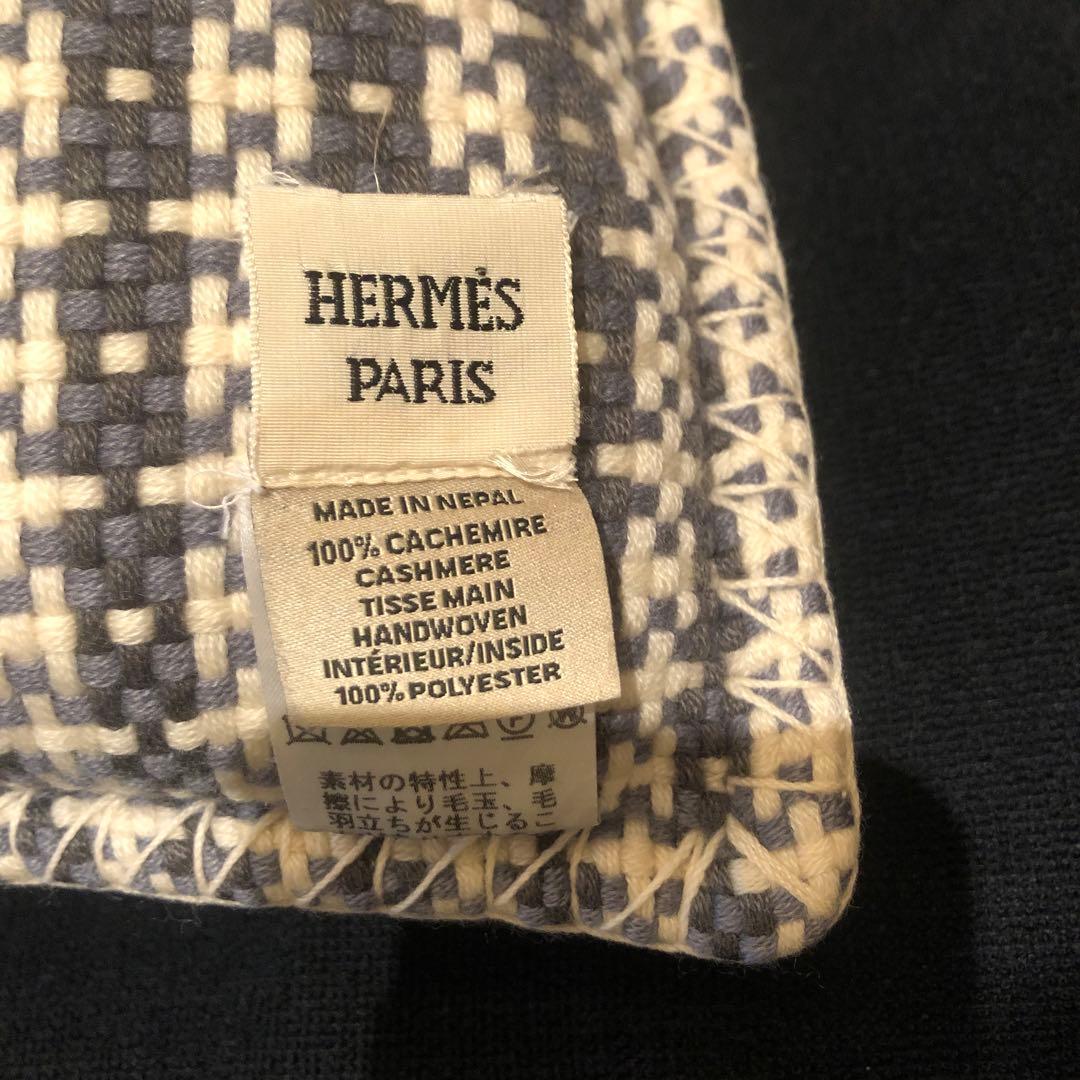 HERMÈS
PARIS
MADE IN NEPAL
100% CACHEMIRE
CASHMERE
TISSE MAIN
HANDWOVEN
INTÉRIEUR/INSIDE
100% POLYESTER
素材の特性上、摩
擦により毛玉、毛
羽立ちが生じるこ